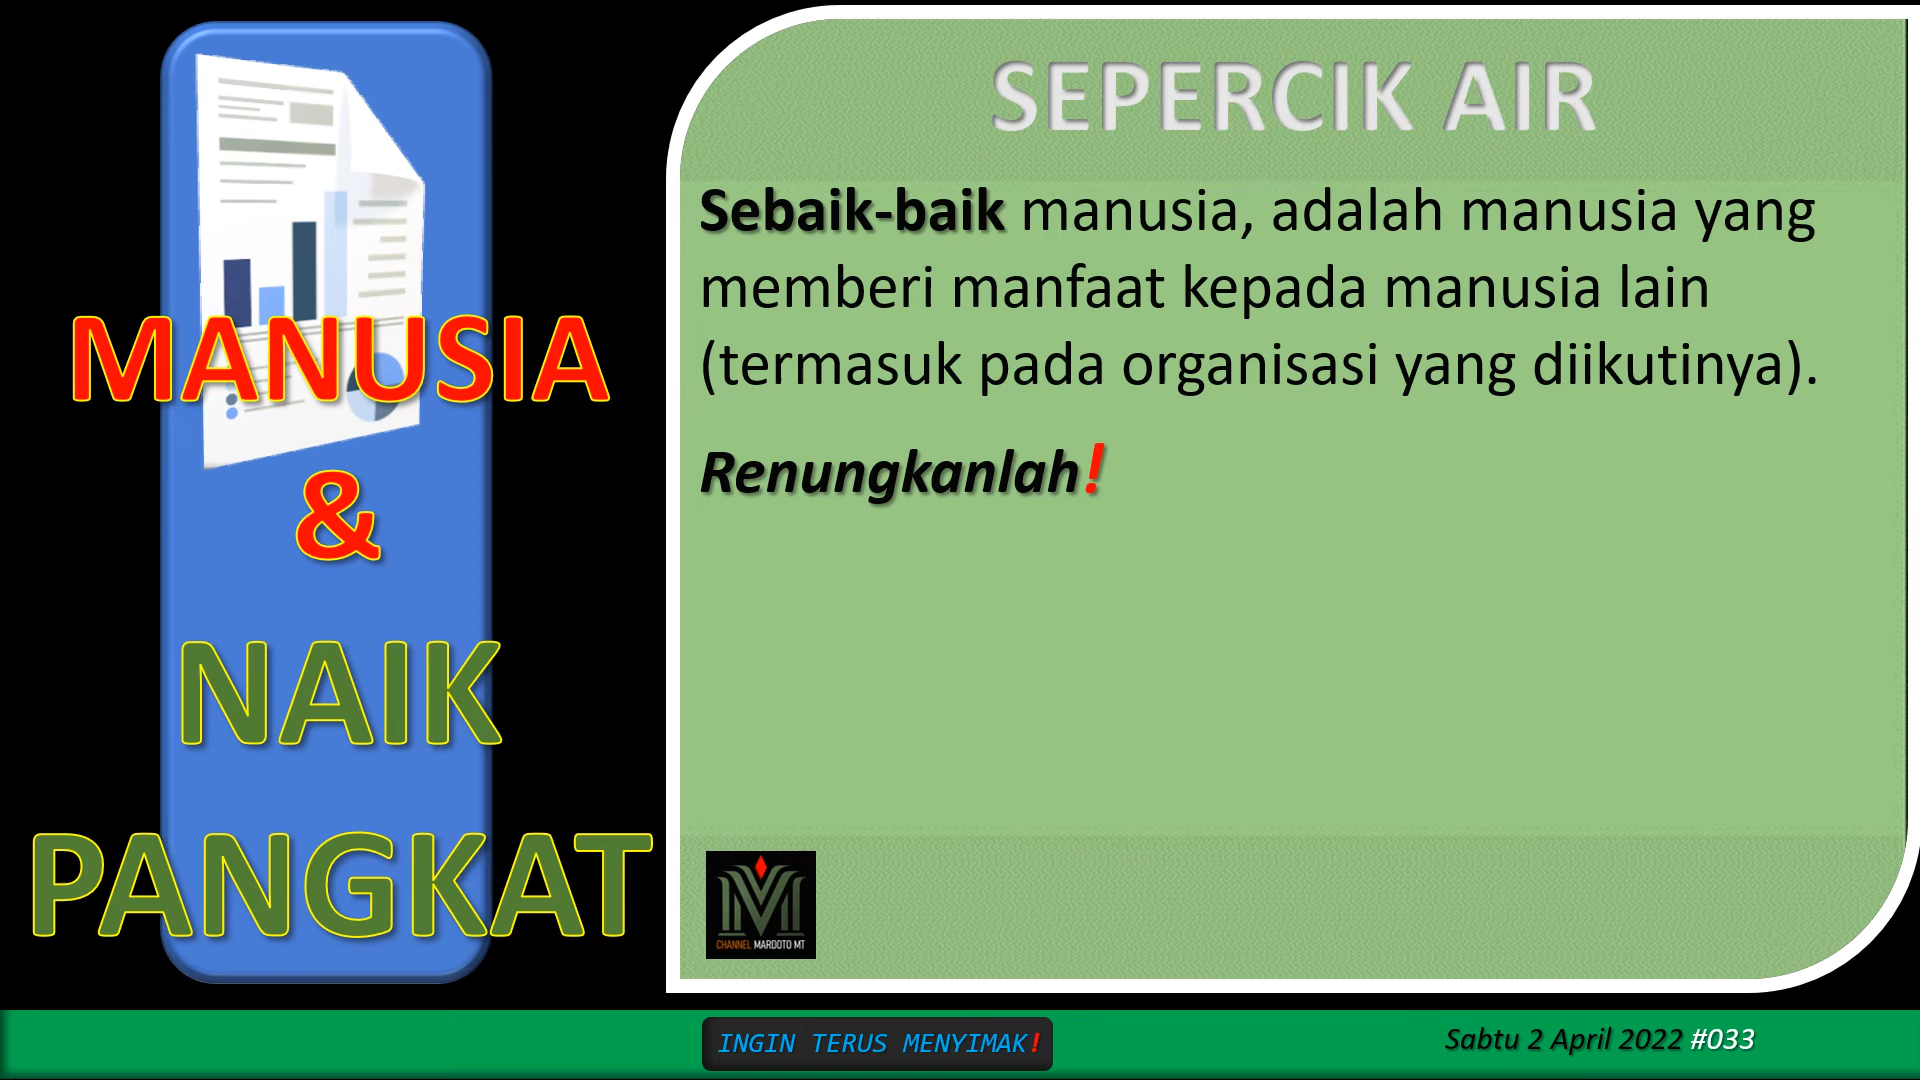 MANUSIA
&
NAIK
PANGKAT
SEPERCIK AIR
Sebaik-baik manusia, adalah manusia yang
memberi manfaat kepada manusia lain
(termasuk pada organisasi yang diikutinya).
Renungkanlah!
CHANNEL MARDOTO MT
INGIN TERUS MENYIMAK!
Sabtu 2 April 2022 #033